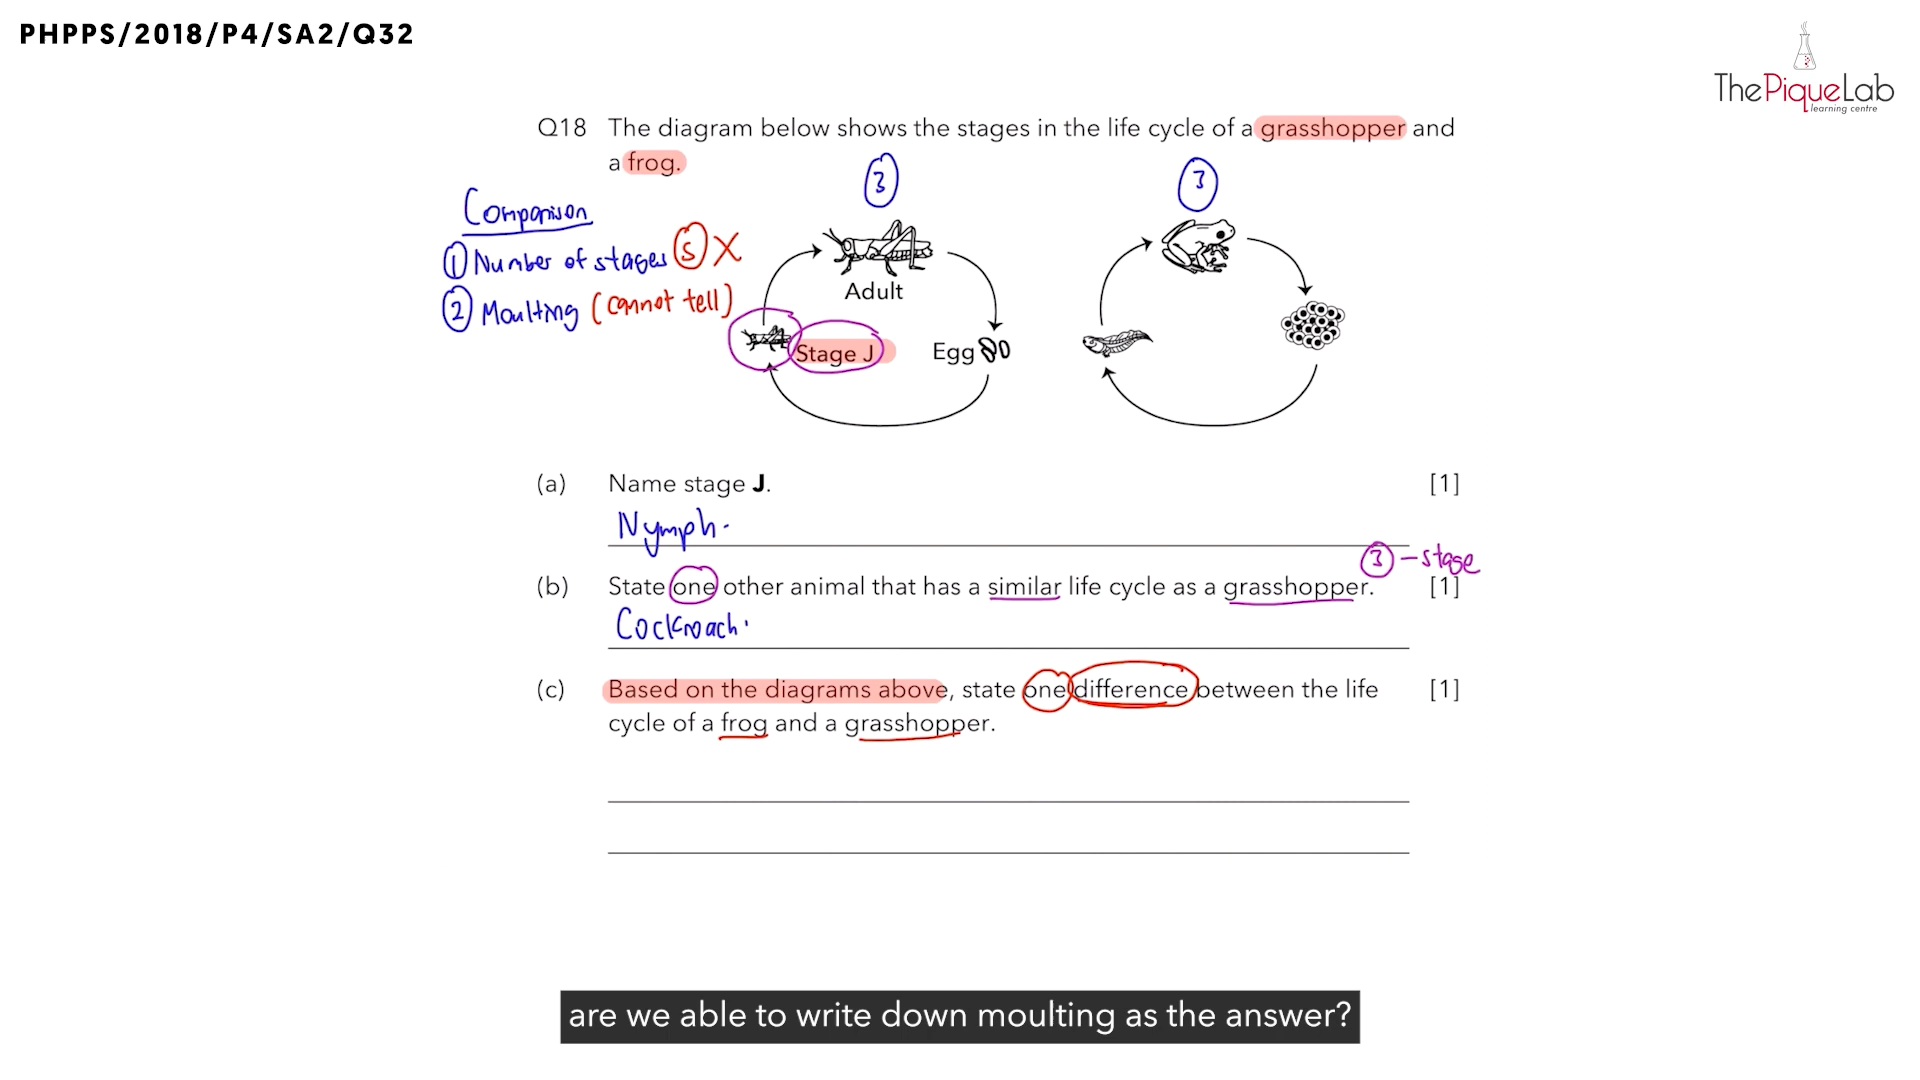 PHPPS/2018/P4/SA2/Q32
ThePiqueLab
learning centre
Q18 The diagram below shows the stages in the life cycle of a grasshopper and
a frog.
3
3
Comparison
① Number of stages Ⓢ X
② Moulting (cannot tell)
Adult
Stage J
Egg
(a) Name stage J. [1]
Nymph.
③ - stage
(b) State one other animal that has a similar life cycle as a grasshopper. [1]
Cockroach.
(c) Based on the diagrams above, state one difference between the life [1]
cycle of a frog and a grasshopper.
are we able to write down moulting as the answer?